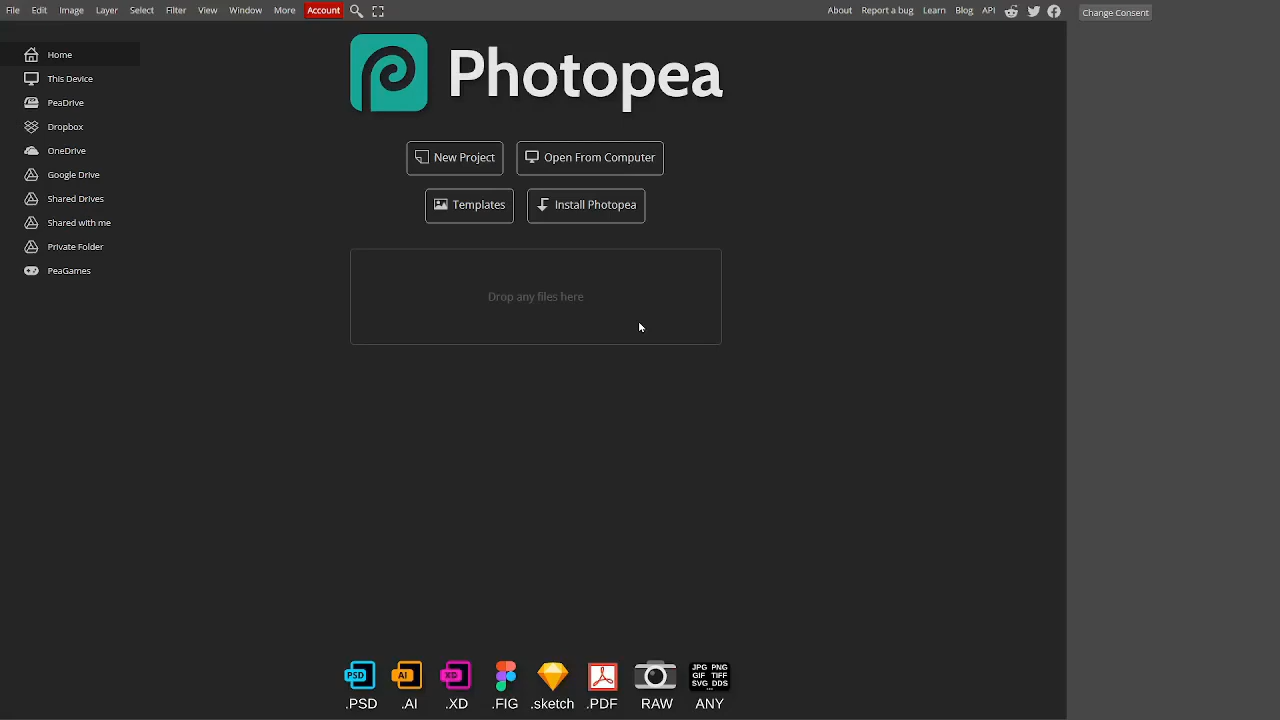 File Edit Image Layer Select Filter View Window More Account About Report a bug Learn Blog API Change Consent
Home
This Device
PeaDrive
Dropbox
OneDrive
Google Drive
Shared Drives
Shared with me
Private Folder
PeaGames
Photopea
New Project Open From Computer
Templates Install Photopea
Drop any files here
PSD AI XD JPG PNG
GIF TIFF
SVG DDS
.PSD .AI .XD .FIG .sketch .PDF RAW ANY